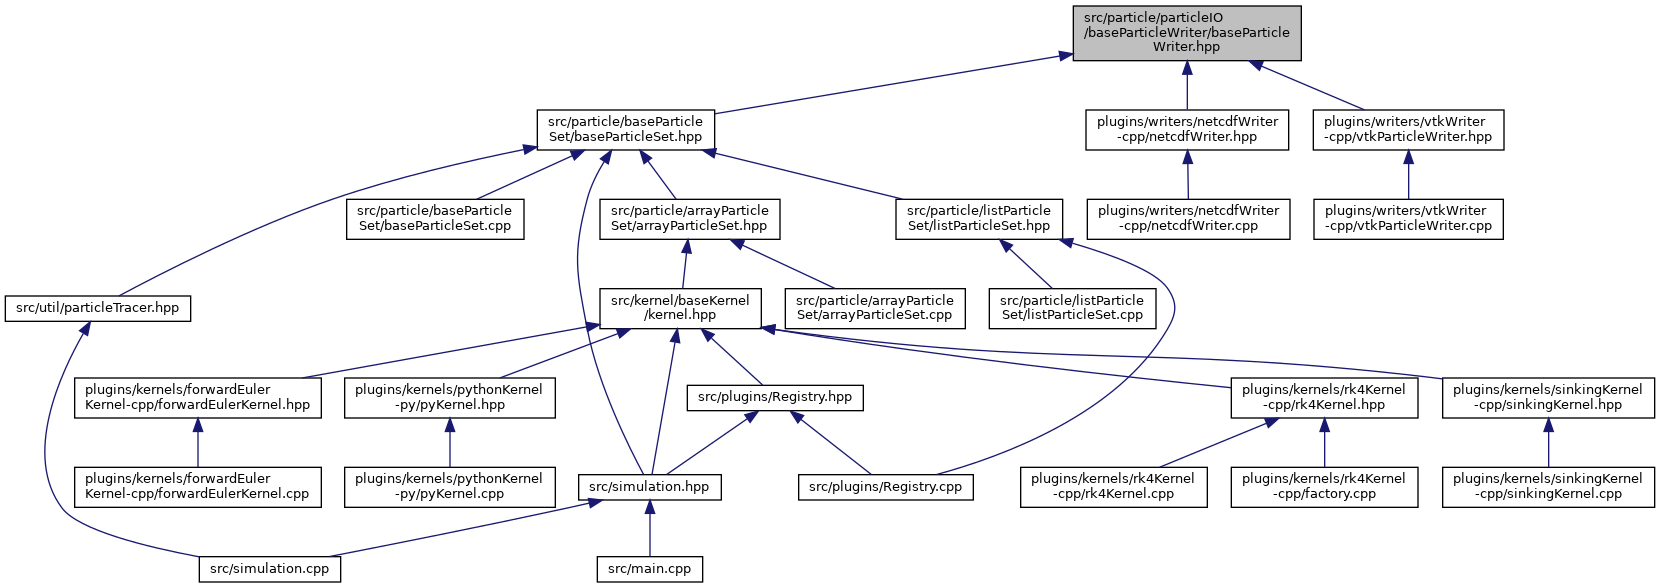 src/particle/particleIO
/baseParticleWriter/baseParticle
Writer.hpp
src/particle/baseParticle
Set/baseParticleSet.hpp
plugins/writers/netcdfWriter
-cpp/netcdfWriter.hpp
plugins/writers/vtkWriter
-cpp/vtkParticleWriter.hpp
src/particle/baseParticle
Set/baseParticleSet.cpp
src/particle/arrayParticle
Set/arrayParticleSet.hpp
src/particle/listParticle
Set/listParticleSet.hpp
plugins/writers/netcdfWriter
-cpp/netcdfWriter.cpp
plugins/writers/vtkWriter
-cpp/vtkParticleWriter.cpp
src/util/particleTracer.hpp
src/kernel/baseKernel
/kernel.hpp
src/particle/arrayParticle
Set/arrayParticleSet.cpp
src/particle/listParticle
Set/listParticleSet.cpp
plugins/kernels/forwardEuler
Kernel-cpp/forwardEulerKernel.hpp
plugins/kernels/pythonKernel
-py/pyKernel.hpp
src/plugins/Registry.hpp
plugins/kernels/rk4Kernel
-cpp/rk4Kernel.hpp
plugins/kernels/sinkingKernel
-cpp/sinkingKernel.hpp
plugins/kernels/forwardEuler
Kernel-cpp/forwardEulerKernel.cpp
plugins/kernels/pythonKernel
-py/pyKernel.cpp
src/simulation.hpp
src/plugins/Registry.cpp
plugins/kernels/rk4Kernel
-cpp/rk4Kernel.cpp
plugins/kernels/rk4Kernel
-cpp/factory.cpp
plugins/kernels/sinkingKernel
-cpp/sinkingKernel.cpp
src/simulation.cpp
src/main.cpp